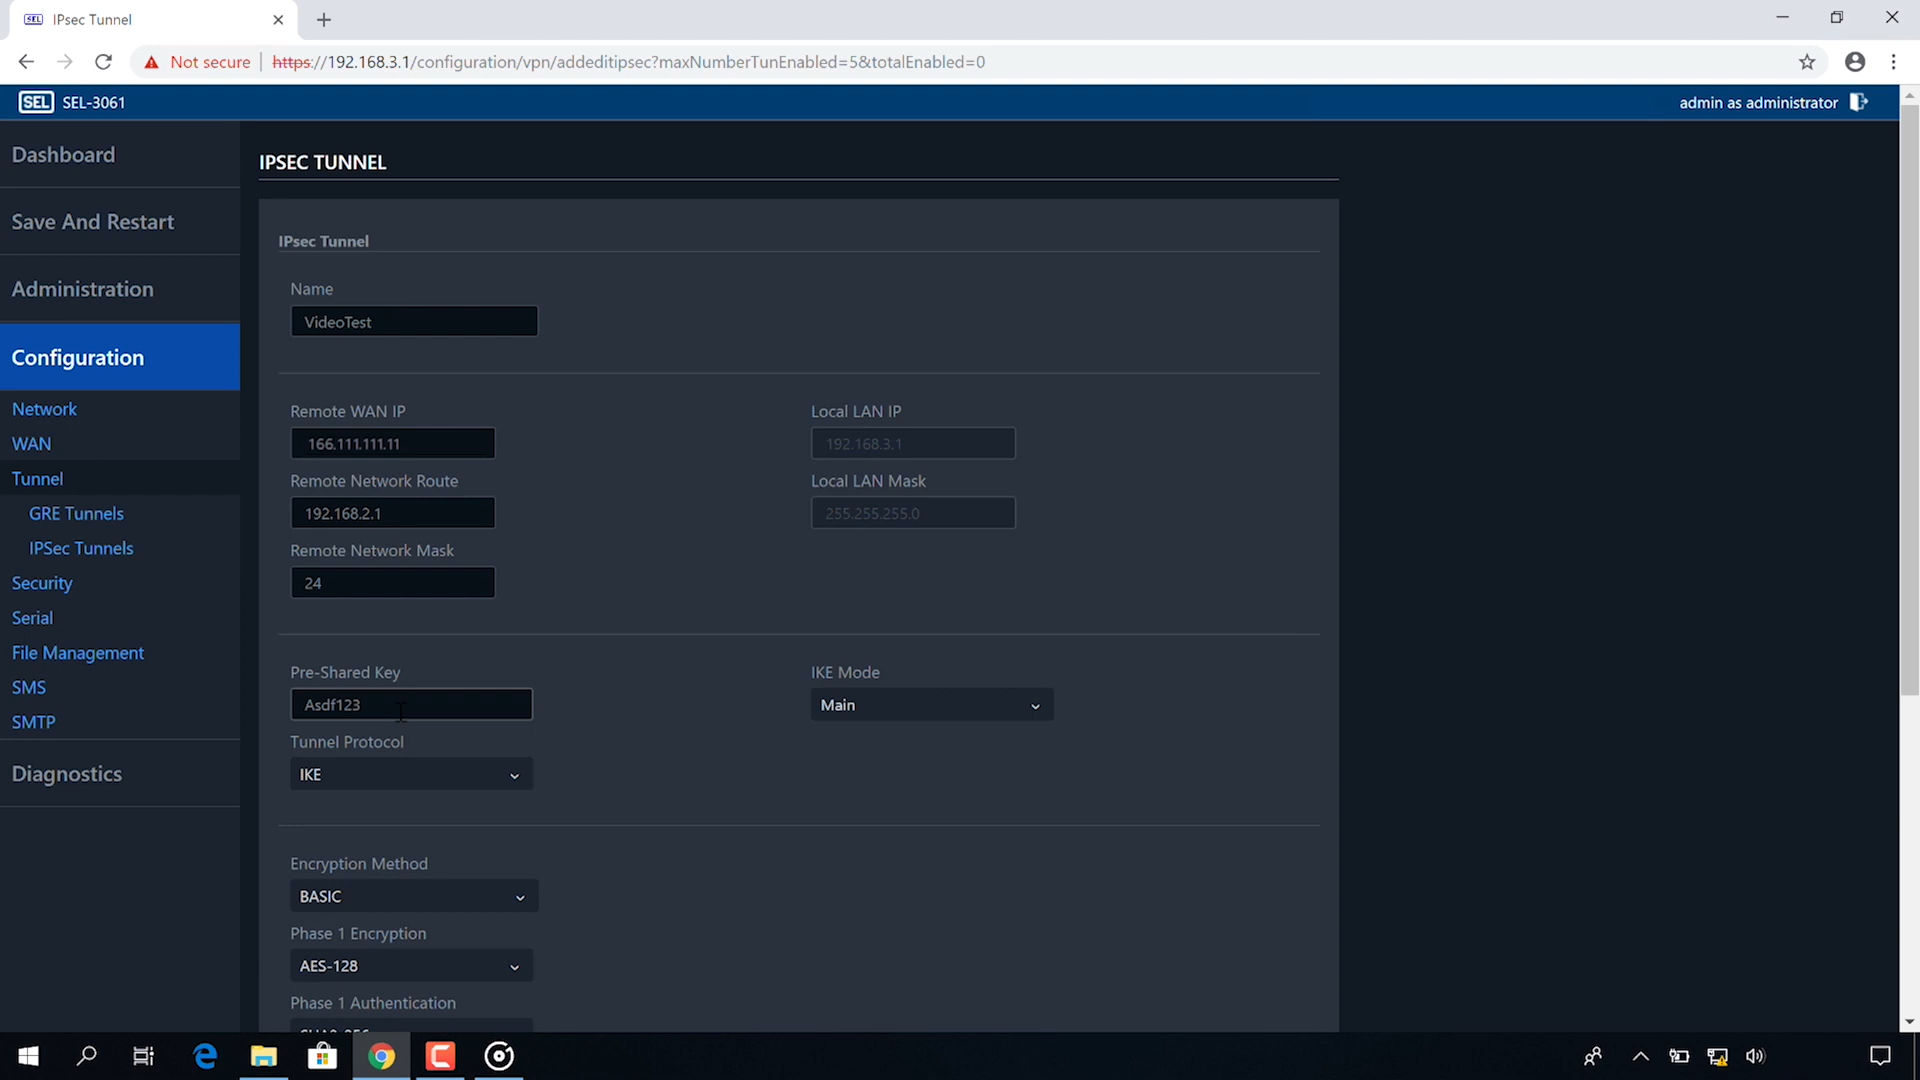 SEL IPsec Tunnel
Not secure https://192.168.3.1/configuration/vpn/addeditipsec?maxNumberTunEnabled=5&totalEnabled=0
SEL SEL-3061
admin as administrator
Dashboard
Save And Restart
Administration
Configuration
Network
WAN
Tunnel
GRE Tunnels
IPSec Tunnels
Security
Serial
File Management
SMS
SMTP
Diagnostics
IPSEC TUNNEL
IPsec Tunnel
Name
VideoTest
Remote WAN IP
166.111.111.11
Remote Network Route
192.168.2.1
Remote Network Mask
24
Local LAN IP
192.168.3.1
Local LAN Mask
255.255.255.0
Pre-Shared Key
Asdf123
Tunnel Protocol
IKE
IKE Mode
Main
Encryption Method
BASIC
Phase 1 Encryption
AES-128
Phase 1 Authentication